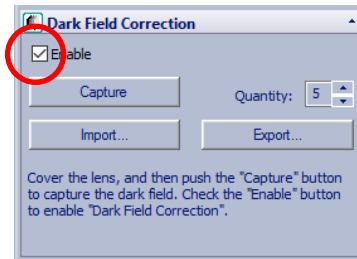 Dark Field Correction
Enable
Capture Quantity: 5
Import... Export...
Cover the lens, and then push the "Capture" button
to capture the dark field. Check the "Enable" button
to enable "Dark Field Correction".